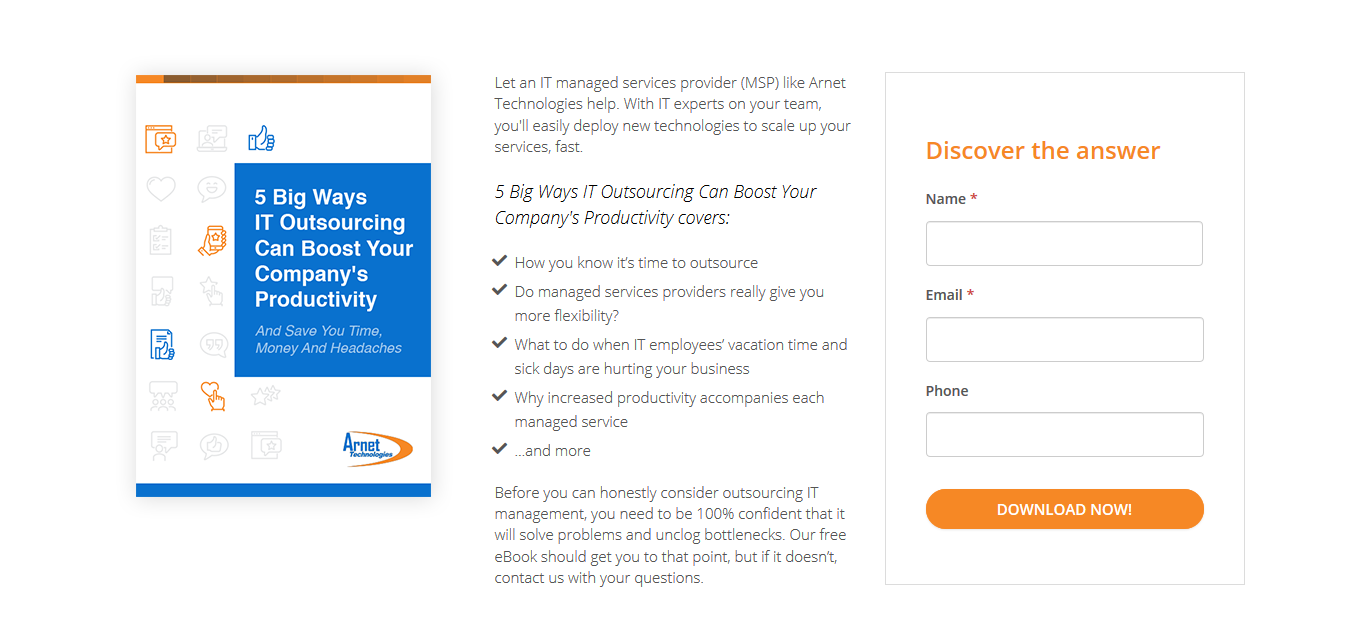 5 Big Ways
IT Outsourcing
Can Boost Your
Company's
Productivity
And Save You Time,
Money And Headaches
Arnet
Technologies
Let an IT managed services provider (MSP) like Arnet
Technologies help. With IT experts on your team,
you'll easily deploy new technologies to scale up your
services, fast.
5 Big Ways IT Outsourcing Can Boost Your
Company's Productivity covers:
How you know it’s time to outsource
Do managed services providers really give you
more flexibility?
What to do when IT employees’ vacation time and
sick days are hurting your business
Why increased productivity accompanies each
managed service
…and more
Before you can honestly consider outsourcing IT
management, you need to be 100% confident that it
will solve problems and unclog bottlenecks. Our free
eBook should get you to that point, but if it doesn’t,
contact us with your questions.
Discover the answer
Name *
Email *
Phone
DOWNLOAD NOW!